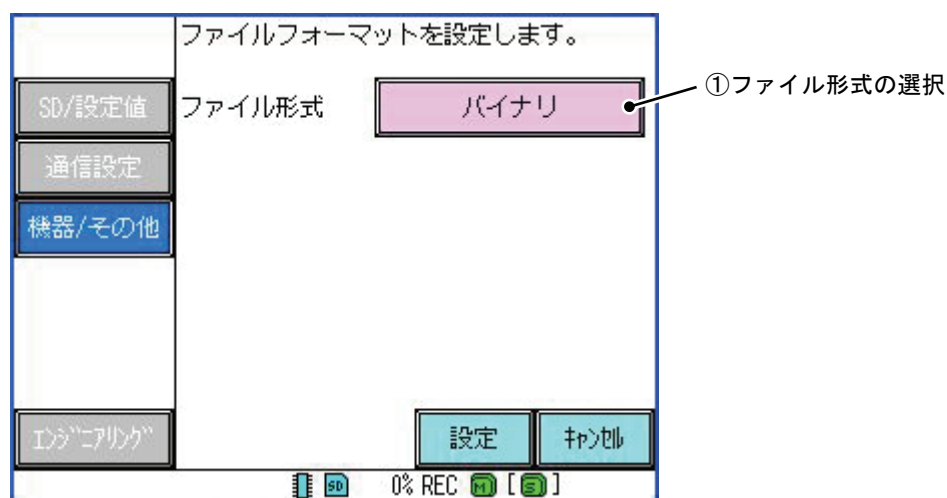 ファイルフォーマットを設定します。
SD/設定値
ファイル形式
バイナリ
①ファイル形式の選択
通信設定
機器/その他
ｴﾝｼﾞﾆｱﾘﾝｸﾞ
設定
ｷｬﾝｾﾙ
SD
0% REC M [S]